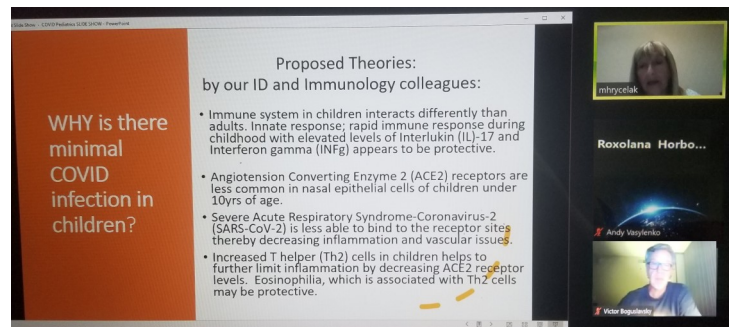 Slide Show - COVID Pediatrics SLIDE SHOW - PowerPoint
WHY is there
minimal
COVID
infection in
children?
Proposed Theories:
by our ID and Immunology colleagues:
• Immune system in children interacts differently than
adults. Innate response; rapid immune response during
childhood with elevated levels of Interlukin (IL)-17 and
Interferon gamma (INFg) appears to be protective.
• Angiotension Converting Enzyme 2 (ACE2) receptors are
less common in nasal epithelial cells of children under
10yrs of age.
• Severe Acute Respiratory Syndrome-Coronavirus-2
(SARS-CoV-2) is less able to bind to the receptor sites
thereby decreasing inflammation and vascular issues.
• Increased T helper (Th2) cells in children helps to
further limit inflammation by decreasing ACE2 receptor
levels. Eosinophilia, which is associated with Th2 cells
may be protective.
mhrycelak
Roxolana Horbo...
Andy Vasylenko
Victor Boguslavsky